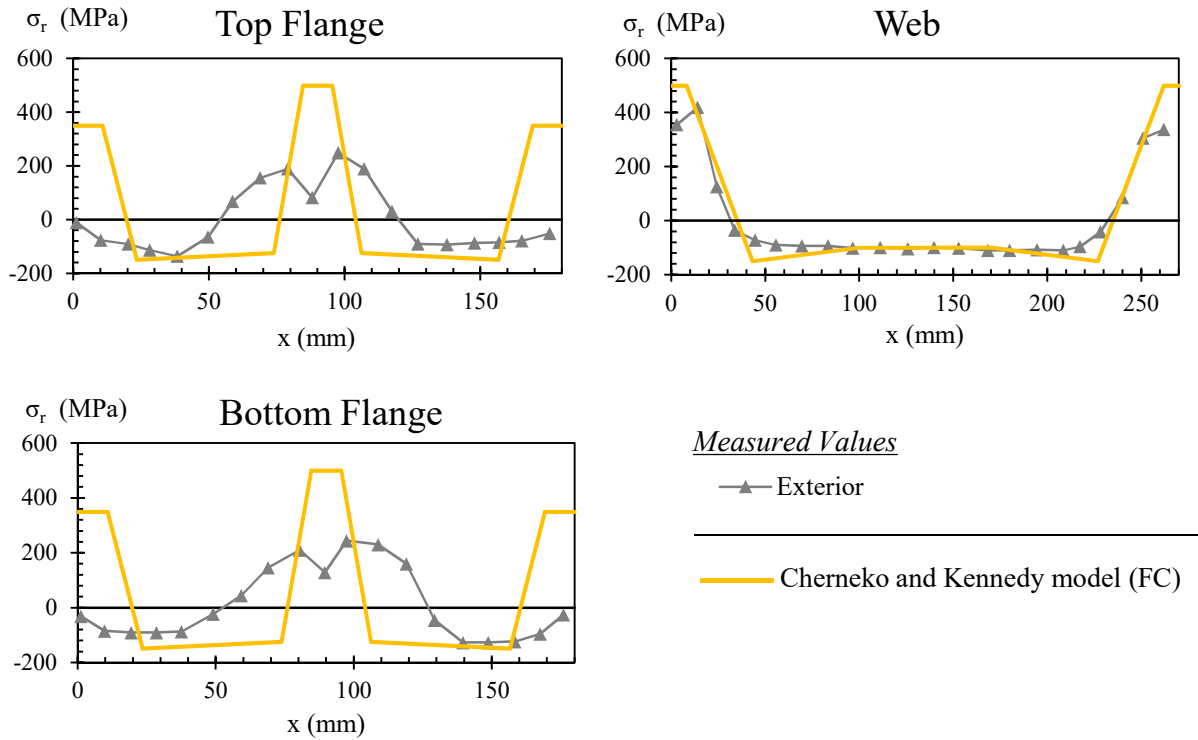 σr (MPa)
Top Flange
600
400
200
0
-200
0
50
100
150
x (mm)
σr (MPa)
Web
600
400
200
0
-200
0
50
100
150
200
250
x (mm)
σr (MPa)
Bottom Flange
600
400
200
0
-200
0
50
100
150
x (mm)
Measured Values
Exterior
Cherneko and Kennedy model (FC)